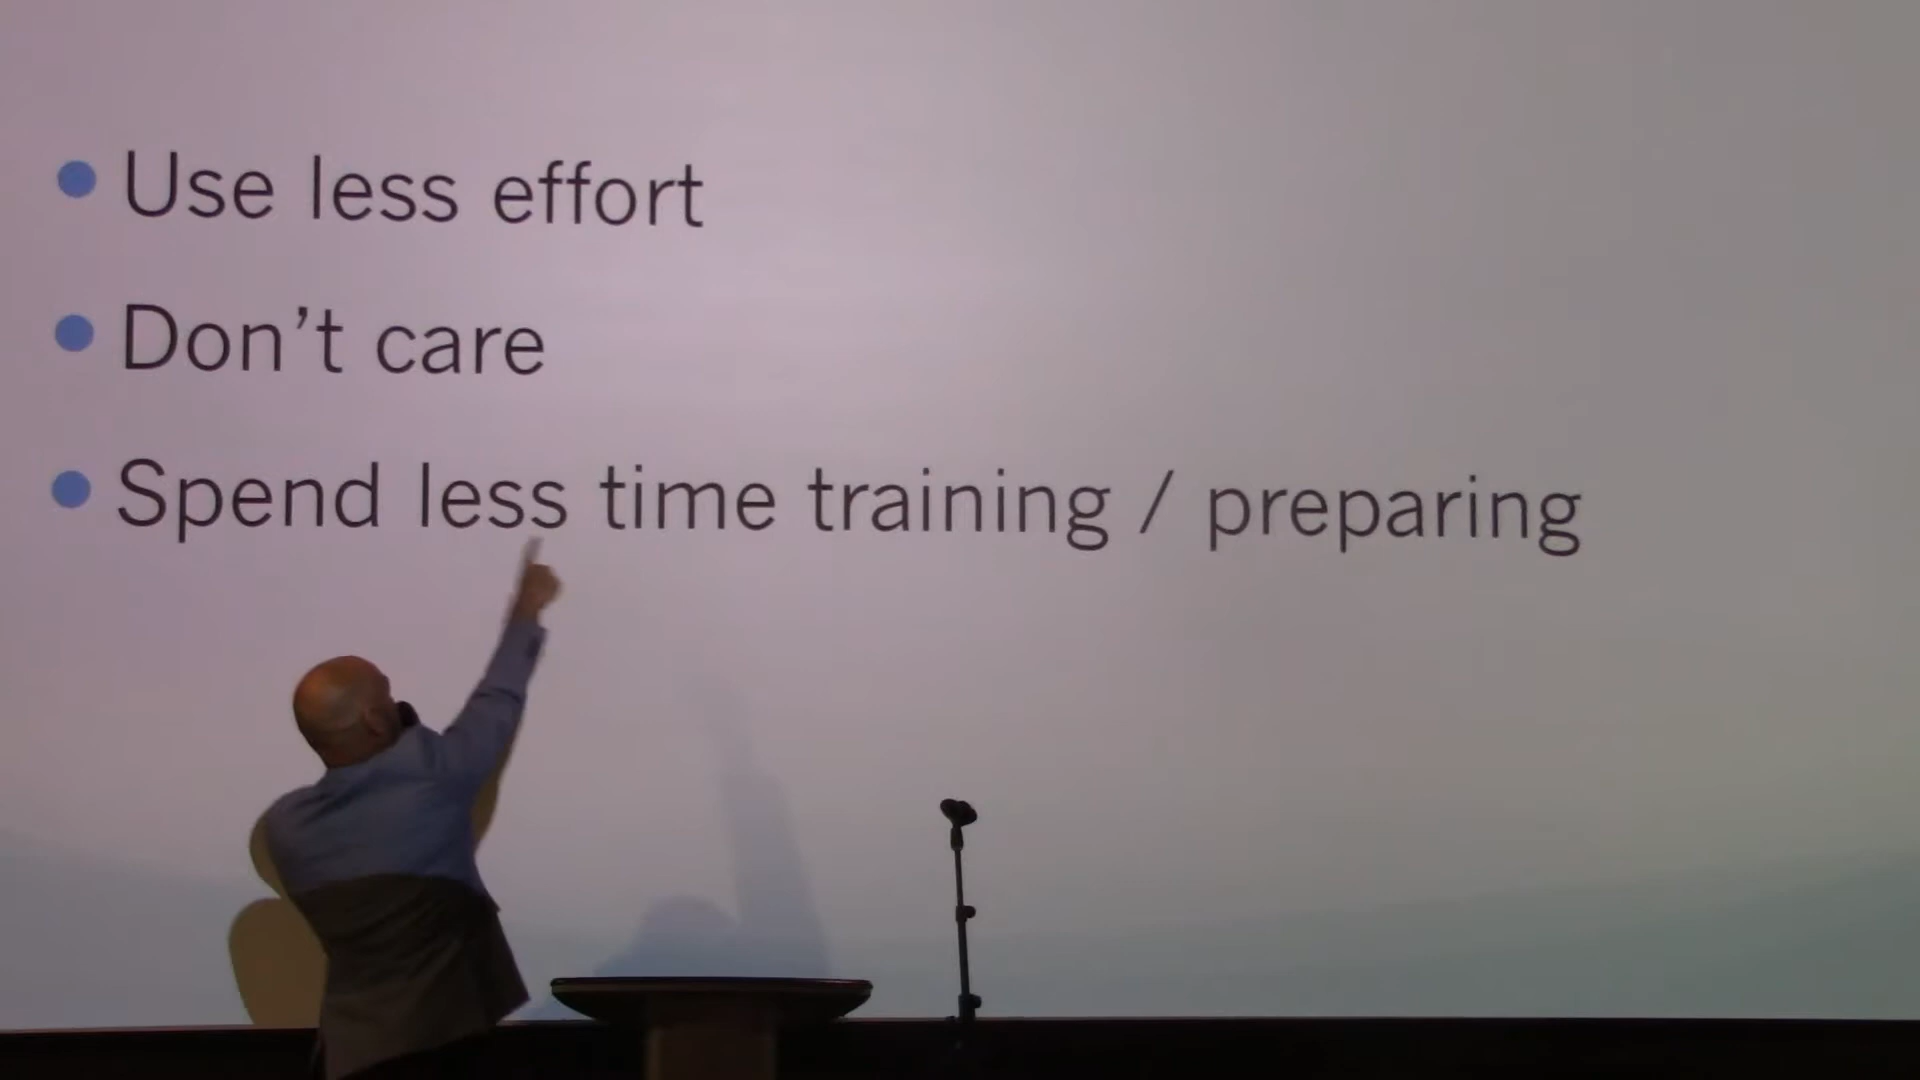 • Use less effort
• Don’t care
• Spend less time training / preparing